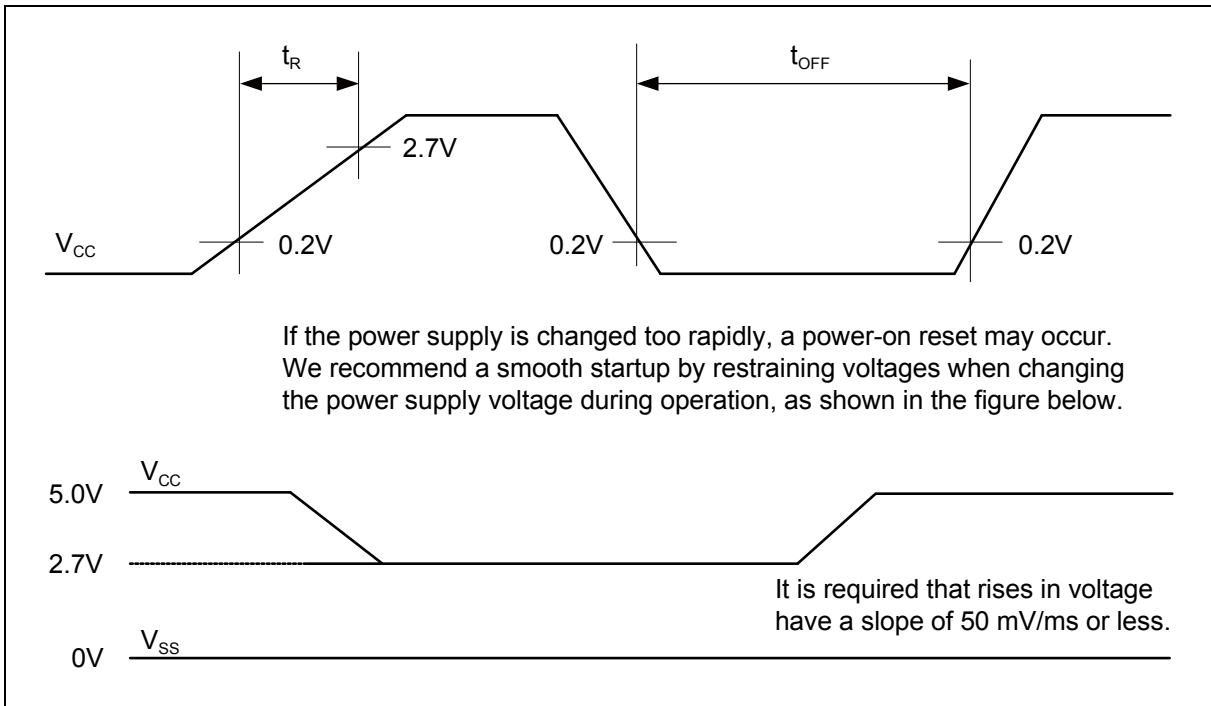 tR
tOFF
2.7V
VCC
0.2V
0.2V
0.2V
If the power supply is changed too rapidly, a power-on reset may occur.
We recommend a smooth startup by restraining voltages when changing
the power supply voltage during operation, as shown in the figure below.
VCC
5.0V
2.7V
It is required that rises in voltage
have a slope of 50 mV/ms or less.
VSS
0V